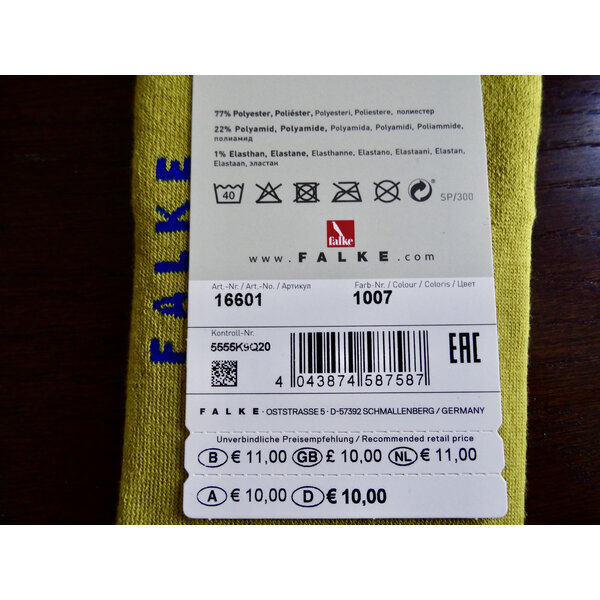 77% Polyester, Poliéster, Polyesteri, Poliestere, полиестер
22% Polyamid, Polyamide, Polyamida, Polyamidi, Poliammide,
полиамид
1% Elasthan, Elastane, Elasthanne, Elastano, Elastaani, Elastan,
Elastaan, эластан
40
SP/300
falke
www.FALKE.com
Art.-Nr. / Art.-No. / Артикул
Farb-Nr. / Colour / Coloris / Цвет
16601
1007
Kontroll-Nr.
5555K9Q20
EAC
4 043874 587587
FALKE · OSTSTRASSE 5 · D-57392 SCHMALLENBERG / GERMANY
Unverbindliche Preisempfehlung / Recommended retail price
B € 11,00 GB £ 10,00 NL € 11,00
A € 10,00 D € 10,00
FALKE